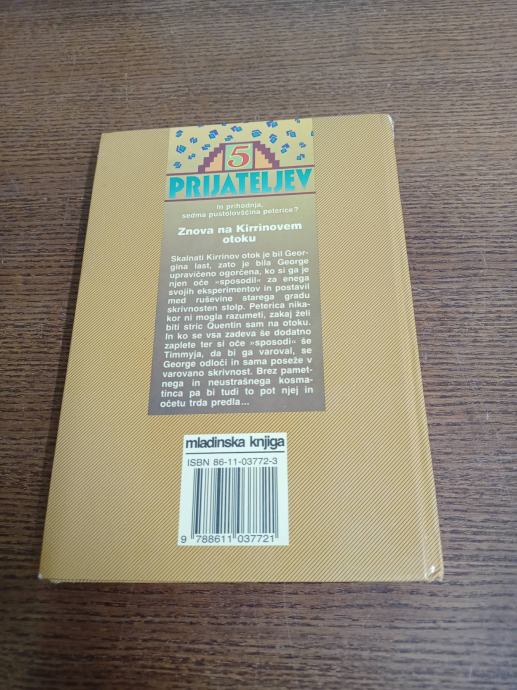 5
PRIJATELJEV
In prihodnja,
sedma pustolovščina peterice?
Znova na Kirrinovem
otoku
Skalnati Kirrinov otok je bil Geor-
gina last, zato je bila George
upravičeno ogorčena, ko si ga je
njen oče »sposodil« za enega
svojih eksperimentov in postavil
med ruševine starega gradu
skrivnosten stolp. Peterica nika-
kor ni mogla razumeti, zakaj želi
biti stric Quentin sam na otoku.
In ko se vsa zadeva še dodatno
zaplete ter si oče »sposodi« še
Timmyja, da bi ga varoval, se
George odloči in sama poseže v
varovano skrivnost. Brez pamet-
nega in neustrašnega kosma-
tinca pa bi tudi to pot njej in
očetu trda predla...
mladinska knjiga
ISBN 86-11-03772-3
9 788611 037721